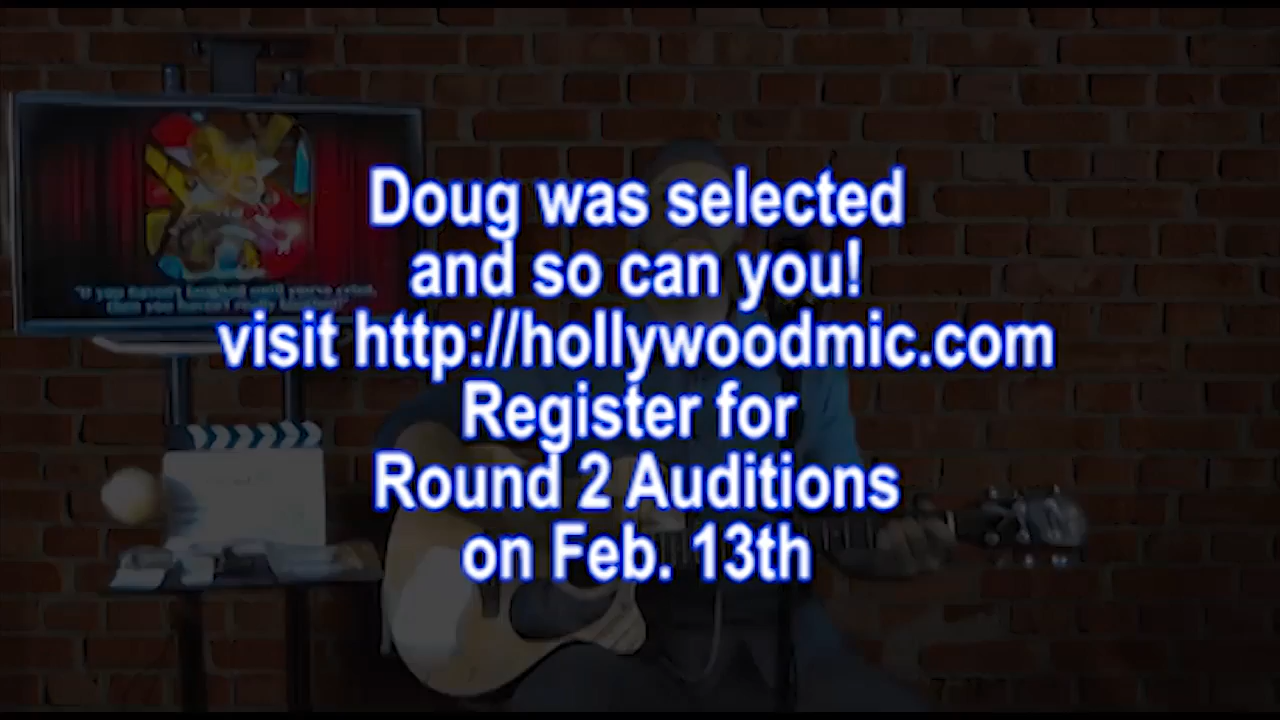 Doug was selected
and so can you!
visit http://hollywoodmic.com
Register for
Round 2 Auditions
on Feb. 13th